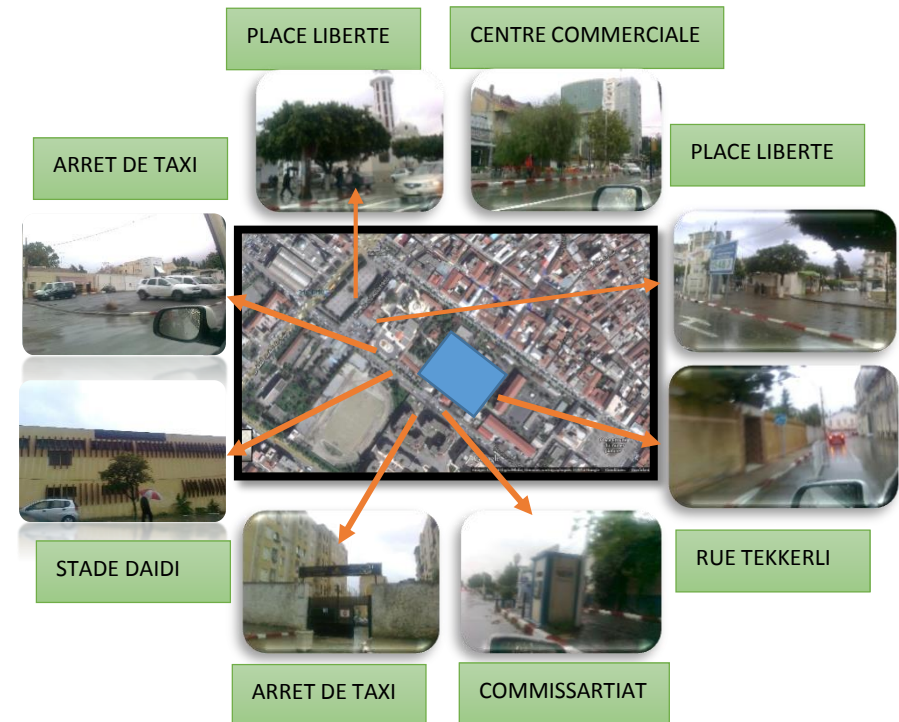 PLACE LIBERTE
CENTRE COMMERCIALE
ARRET DE TAXI
PLACE LIBERTE
STADE DAIDI
RUE TEKKERLI
ARRET DE TAXI
COMMISSARTIAT